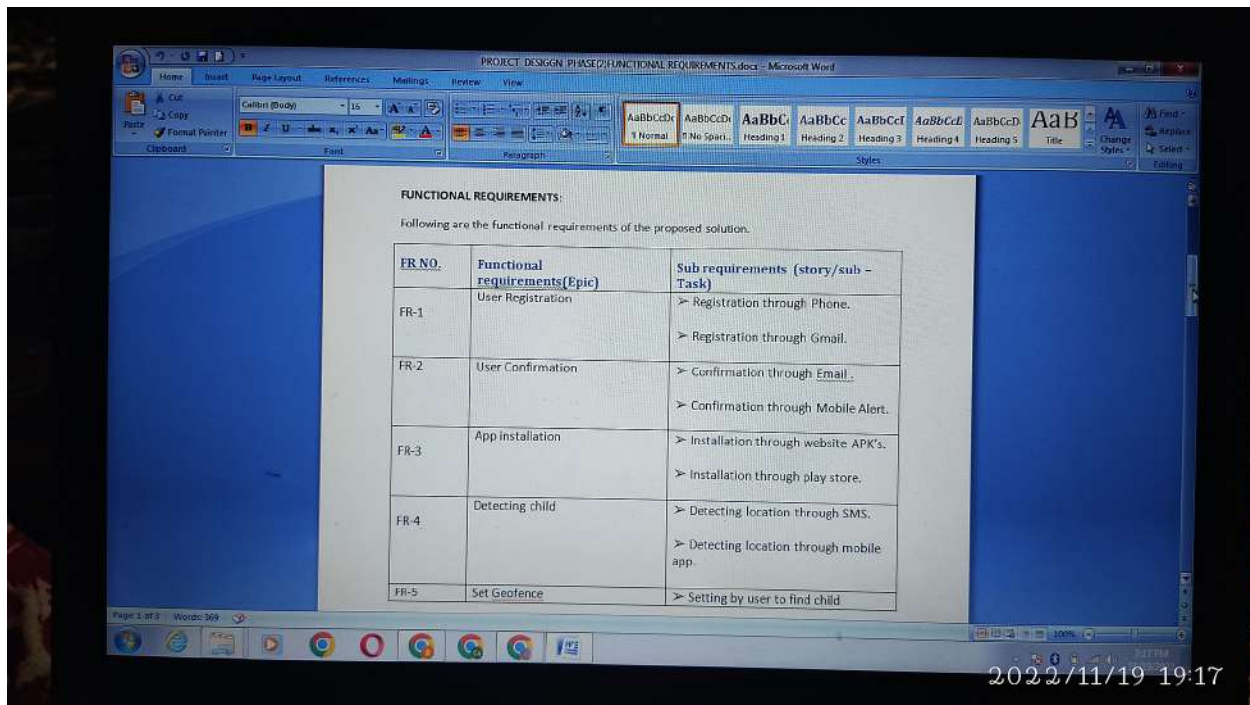 PROJECT DESIGGN PHASE(2)FUNCTIONAL REQUIREMENTS.docx - Microsoft Word
Home Insert Page Layout References Mailings Review View
Cut
Copy
Paste
Format Painter
Clipboard
Calibri (Body) 16
Font
Paragraph
AaBbCcDc AaBbCcDc AaBbC AaBbCc AaBbCcI AaBbCcL AaBbCcD AaB
¶ Normal ¶ No Spaci... Heading 1 Heading 2 Heading 3 Heading 4 Heading 5 Title
Change Styles
Styles
Find
Replace
Select
Editing
FUNCTIONAL REQUIREMENTS:
Following are the functional requirements of the proposed solution.
FR NO. Functional requirements(Epic) Sub requirements (story/sub – Task)
FR-1 User Registration
➢ Registration through Phone.
➢ Registration through Gmail.
FR-2 User Confirmation
➢ Confirmation through Email .
➢ Confirmation through Mobile Alert.
FR-3 App installation
➢ Installation through website APK's.
➢ Installation through play store.
FR-4 Detecting child
➢ Detecting location through SMS.
➢ Detecting location through mobile
app.
FR-5 Set Geofence
➢ Setting by user to find child
Page: 1 of 3 Words: 369
100%
2022/11/19 19:17